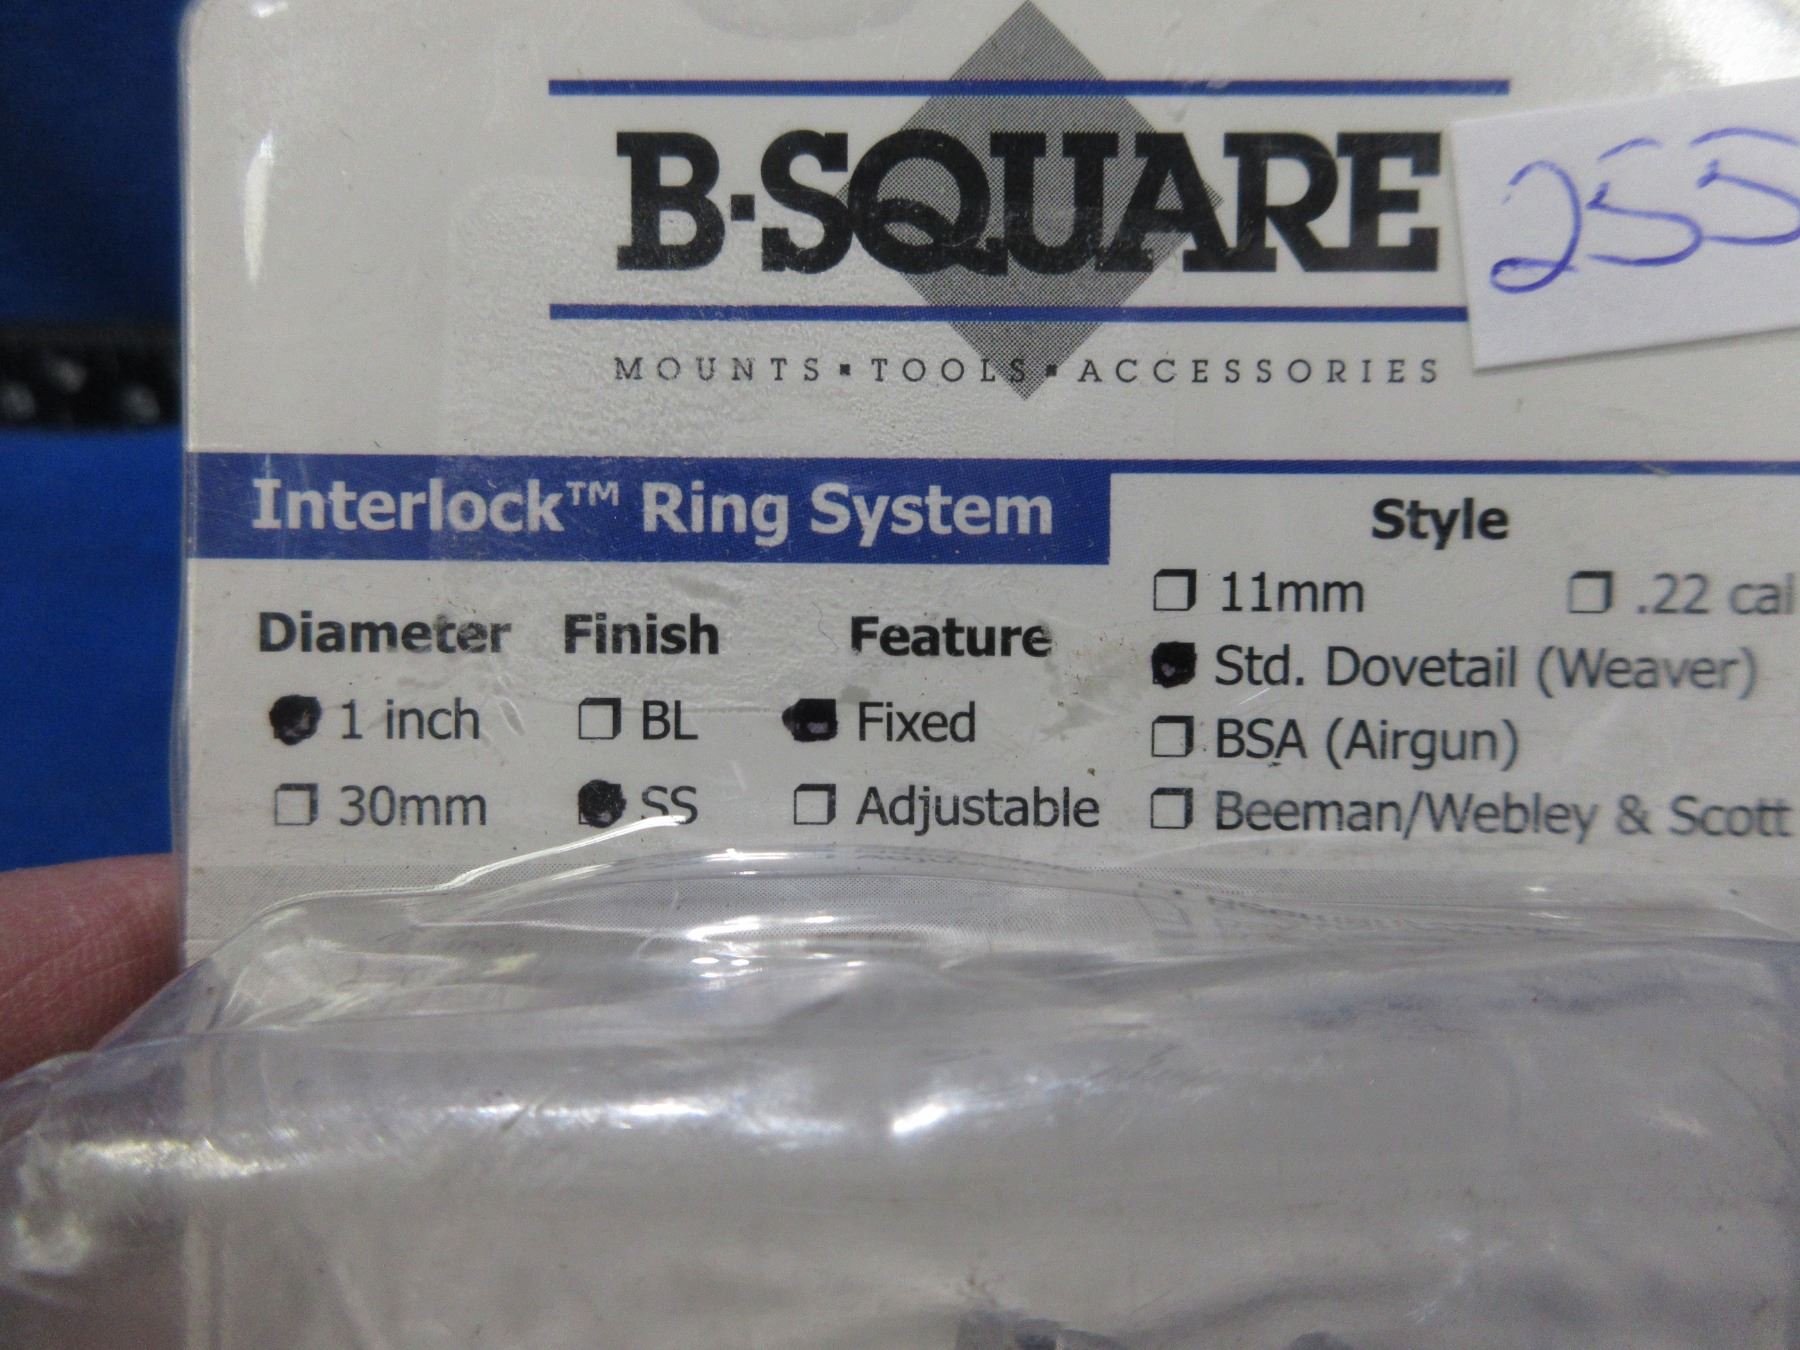 B·SQUARE
255
MOUNTS ▪ TOOLS ▪ ACCESSORIES
Interlock™ Ring System
Style
11mm .22 cal
Diameter Finish Feature
Std. Dovetail (Weaver)
1 inch BL Fixed
BSA (Airgun)
30mm SS Adjustable
Beeman/Webley & Scott